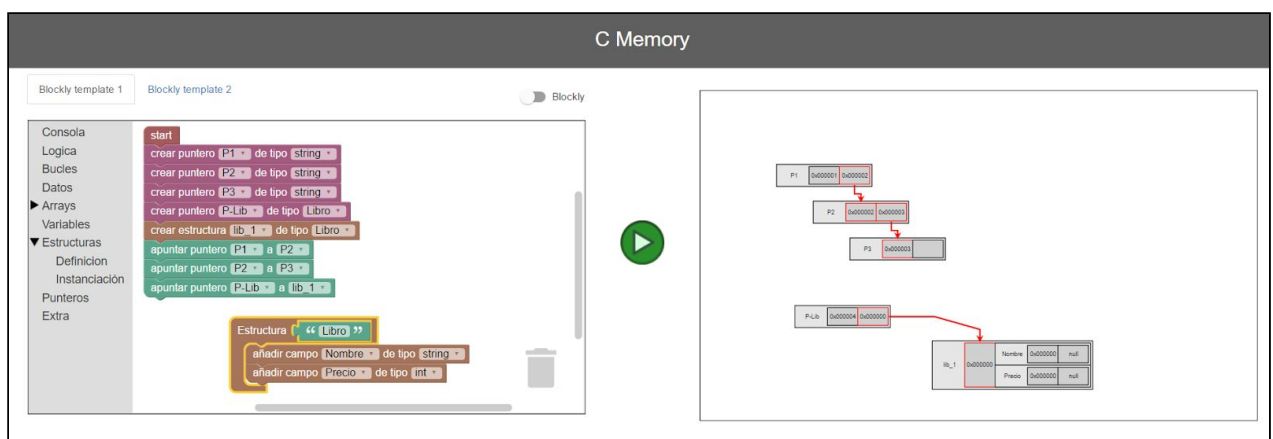 C Memory
Blockly template 1 Blockly template 2 Blockly
Consola
Logica
Bucles
Datos
Arrays
Variables
Estructuras
Definicion
Instanciación
Punteros
Extra
start
crear puntero P1 de tipo string
crear puntero P2 de tipo string
crear puntero P3 de tipo string
crear puntero P-Lib de tipo Libro
crear estructura lib_1 de tipo Libro
apuntar puntero P1 a P2
apuntar puntero P2 a P3
apuntar puntero P-Lib a lib_1
Estructura “ Libro ”
añadir campo Nombre de tipo string
añadir campo Precio de tipo int
P1 0x000001 0x000002
P2 0x000002 0x000003
P3 0x000003
P-Lib 0x000004 0x000000
lib_1 0x000000
Nombre 0x000000 null
Precio 0x000000 null